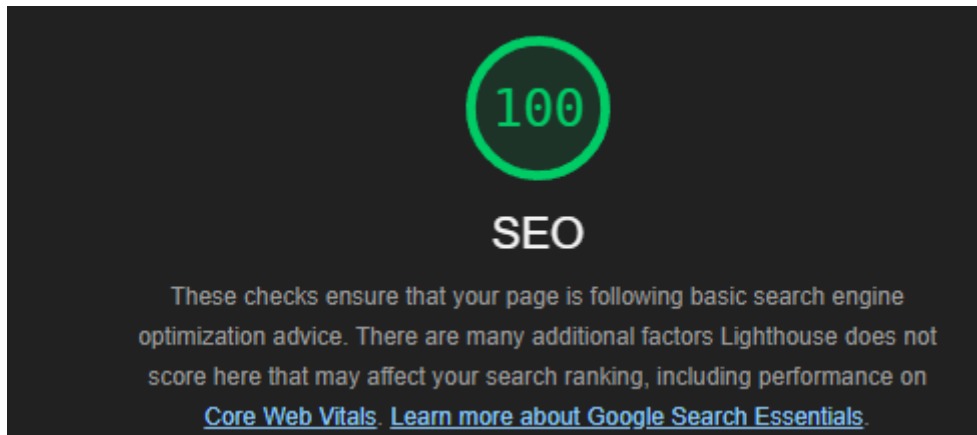 100
SEO
These checks ensure that your page is following basic search engine
optimization advice. There are many additional factors Lighthouse does not
score here that may affect your search ranking, including performance on
Core Web Vitals. Learn more about Google Search Essentials.